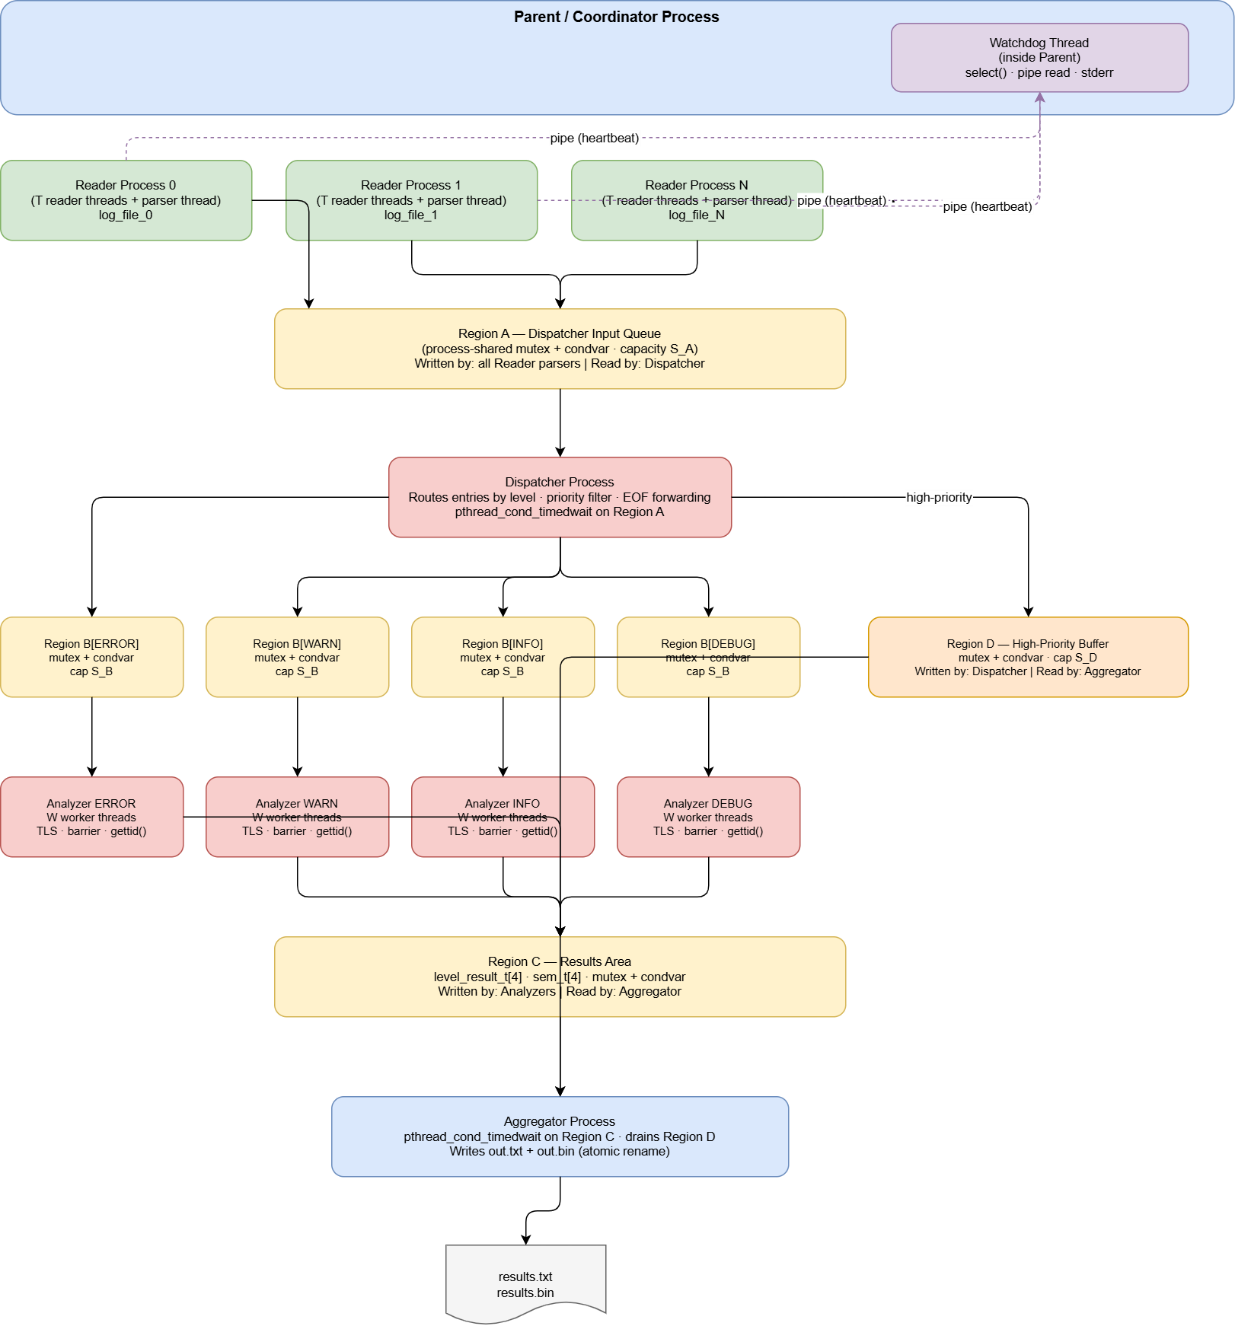 Parent / Coordinator Process
Watchdog Thread
(inside Parent)
select() · pipe read · stderr
pipe (heartbeat)
Reader Process 0
(T reader threads + parser thread)
log_file_0
Reader Process 1
(T reader threads + parser thread)
log_file_1
Reader Process N
(T reader threads + parser thread)
log_file_N
pipe (heartbeat)
pipe (heartbeat)
Region A — Dispatcher Input Queue
(process-shared mutex + condvar · capacity S_A)
Written by: all Reader parsers | Read by: Dispatcher
Dispatcher Process
Routes entries by level · priority filter · EOF forwarding
pthread_cond_timedwait on Region A
high-priority
Region B[ERROR]
mutex + condvar
cap S_B
Region B[WARN]
mutex + condvar
cap S_B
Region B[INFO]
mutex + condvar
cap S_B
Region B[DEBUG]
mutex + condvar
cap S_B
Region D — High-Priority Buffer
mutex + condvar · cap S_D
Written by: Dispatcher | Read by: Aggregator
Analyzer ERROR
W worker threads
TLS · barrier · gettid()
Analyzer WARN
W worker threads
TLS · barrier · gettid()
Analyzer INFO
W worker threads
TLS · barrier · gettid()
Analyzer DEBUG
W worker threads
TLS · barrier · gettid()
Region C — Results Area
level_result_t[4] · sem_t[4] · mutex + condvar
Written by: Analyzers | Read by: Aggregator
Aggregator Process
pthread_cond_timedwait on Region C · drains Region D
Writes out.txt + out.bin (atomic rename)
results.txt
results.bin